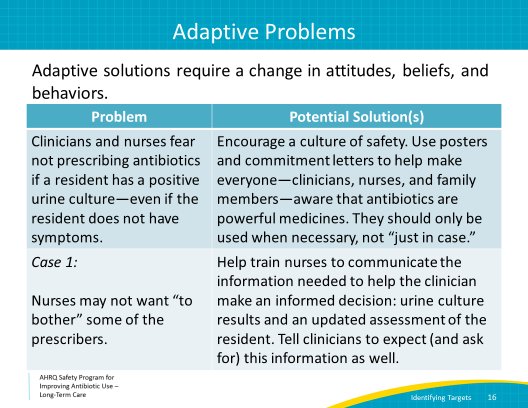 Adaptive Problems
Adaptive solutions require a change in attitudes, beliefs, and
behaviors.
Problem
Potential Solution(s)
Clinicians and nurses fear
not prescribing antibiotics
if a resident has a positive
urine culture—even if the
resident does not have
symptoms.
Encourage a culture of safety. Use posters
and commitment letters to help make
everyone—clinicians, nurses, and family
members—aware that antibiotics are
powerful medicines. They should only be
used when necessary, not “just in case.”
Case 1:
Nurses may not want “to
bother” some of the
prescribers.
Help train nurses to communicate the
information needed to help the clinician
make an informed decision: urine culture
results and an updated assessment of the
resident. Tell clinicians to expect (and ask
for) this information as well.
AHRQ Safety Program for
Improving Antibiotic Use –
Long-Term Care
Identifying Targets 16